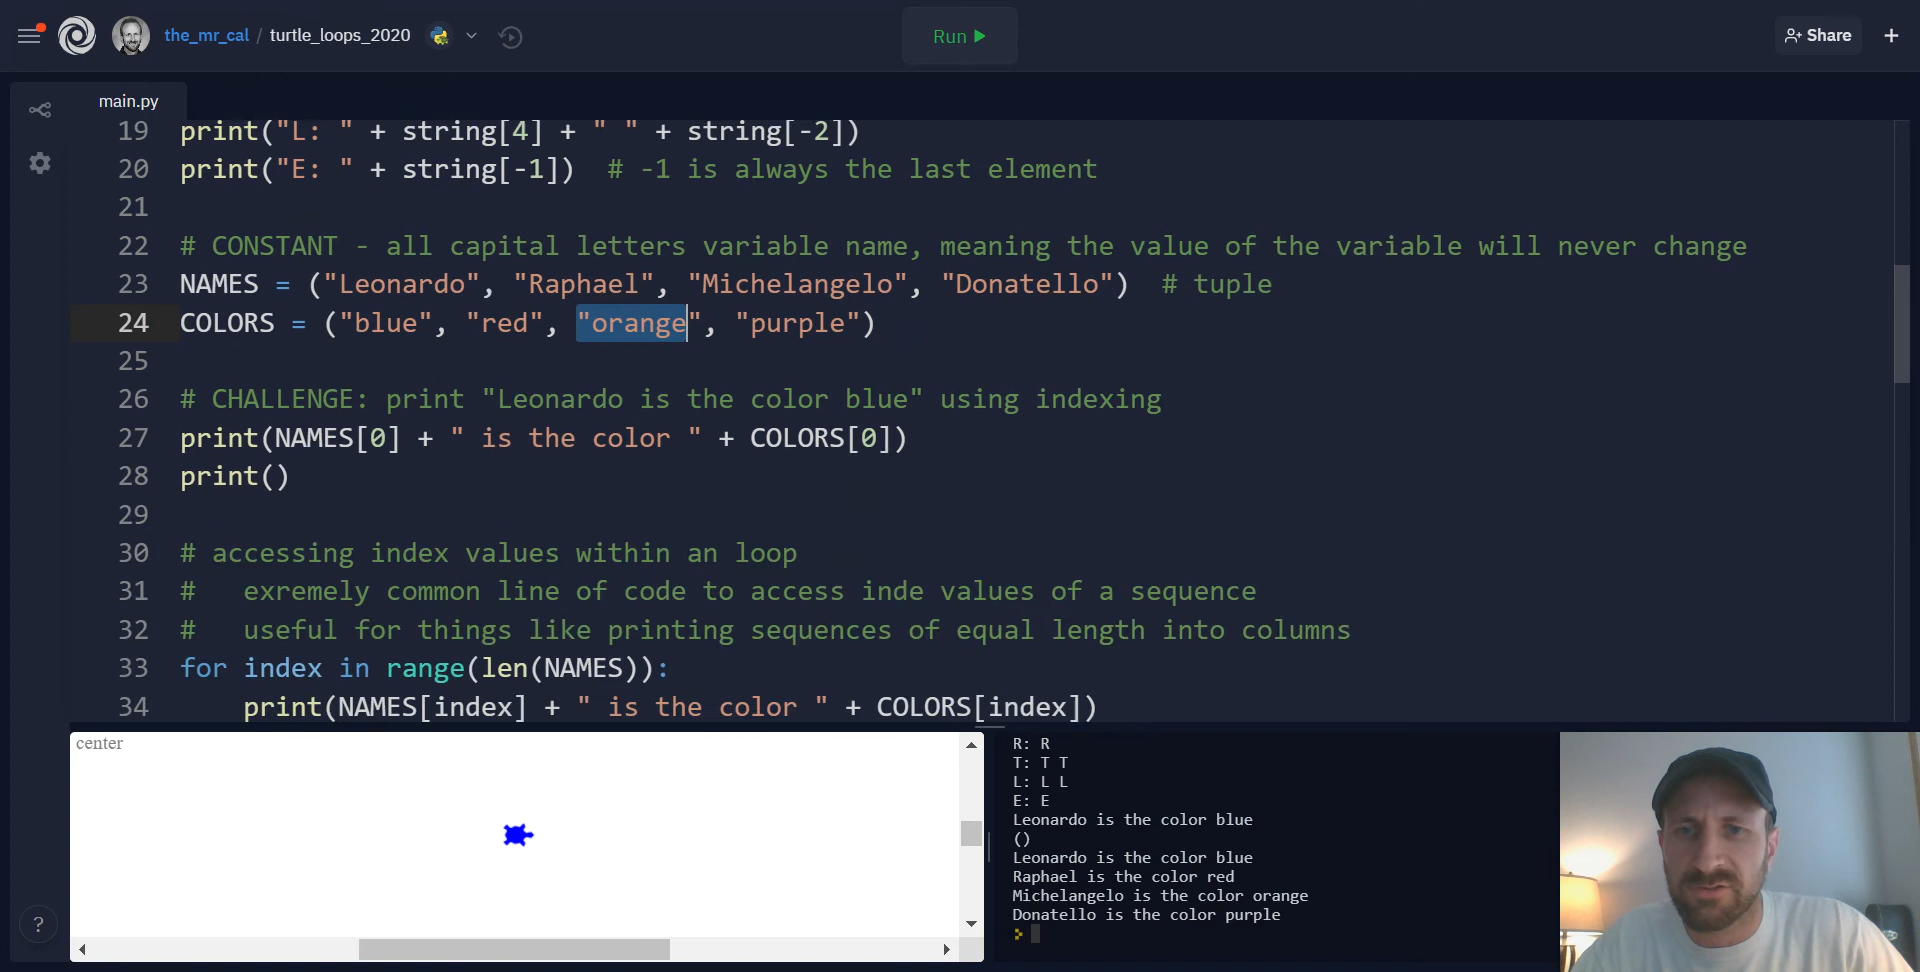 the_mr_cal / turtle_loops_2020
Run
Share
main.py
19 print("L: " + string[4] + " " + string[-2])
20 print("E: " + string[-1])  # -1 is always the last element
21
22 # CONSTANT - all capital letters variable name, meaning the value of the variable will never change
23 NAMES = ("Leonardo", "Raphael", "Michelangelo", "Donatello")  # tuple
24 COLORS = ("blue", "red", "orange", "purple")
25
26 # CHALLENGE: print "Leonardo is the color blue" using indexing
27 print(NAMES[0] + " is the color " + COLORS[0])
28 print()
29
30 # accessing index values within an loop
31 #   exremely common line of code to access inde values of a sequence
32 #   useful for things like printing sequences of equal length into columns
33 for index in range(len(NAMES)):
34     print(NAMES[index] + " is the color " + COLORS[index])
center
R: R
T: T T
L: L L
E: E
Leonardo is the color blue
()
Leonardo is the color blue
Raphael is the color red
Michelangelo is the color orange
Donatello is the color purple
?